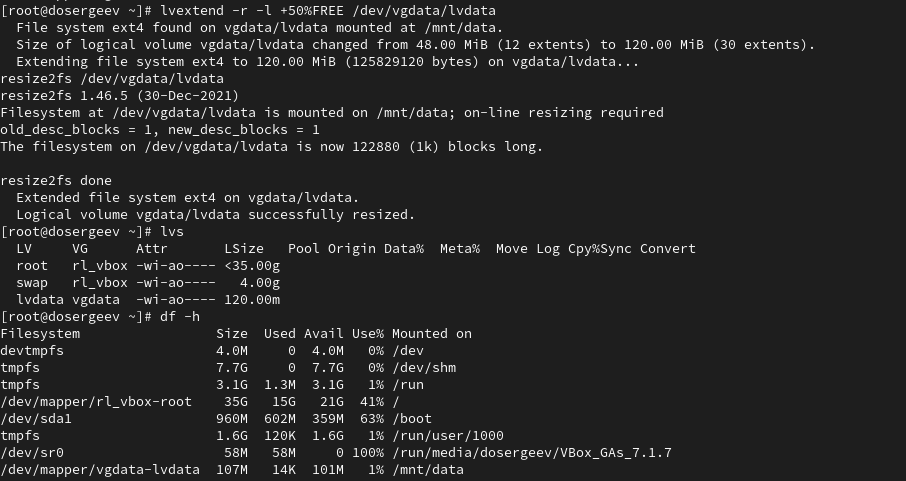 [root@dosergeev ~]# lvextend -r -l +50%FREE /dev/vgdata/lvdata
  File system ext4 found on vgdata/lvdata mounted at /mnt/data.
  Size of logical volume vgdata/lvdata changed from 48.00 MiB (12 extents) to 120.00 MiB (30 extents).
  Extending file system ext4 to 120.00 MiB (125829120 bytes) on vgdata/lvdata...
resize2fs /dev/vgdata/lvdata
resize2fs 1.46.5 (30-Dec-2021)
Filesystem at /dev/vgdata/lvdata is mounted on /mnt/data; on-line resizing required
old_desc_blocks = 1, new_desc_blocks = 1
The filesystem on /dev/vgdata/lvdata is now 122880 (1k) blocks long.

resize2fs done
  Extended file system ext4 on vgdata/lvdata.
  Logical volume vgdata/lvdata successfully resized.
[root@dosergeev ~]# lvs
  LV     VG      Attr       LSize   Pool Origin Data%  Meta%  Move Log Cpy%Sync Convert
  root   rl_vbox -wi-ao---- <35.00g
  swap   rl_vbox -wi-ao----   4.00g
  lvdata vgdata  -wi-ao---- 120.00m
[root@dosergeev ~]# df -h
Filesystem                 Size  Used Avail Use% Mounted on
devtmpfs                   4.0M     0  4.0M   0% /dev
tmpfs                      7.7G     0  7.7G   0% /dev/shm
tmpfs                      3.1G  1.3M  3.1G   1% /run
/dev/mapper/rl_vbox-root    35G   15G   21G  41% /
/dev/sda1                  960M  602M  359M  63% /boot
tmpfs                      1.6G  120K  1.6G   1% /run/user/1000
/dev/sr0                    58M   58M     0 100% /run/media/dosergeev/VBox_GAs_7.1.7
/dev/mapper/vgdata-lvdata  107M   14K  101M   1% /mnt/data